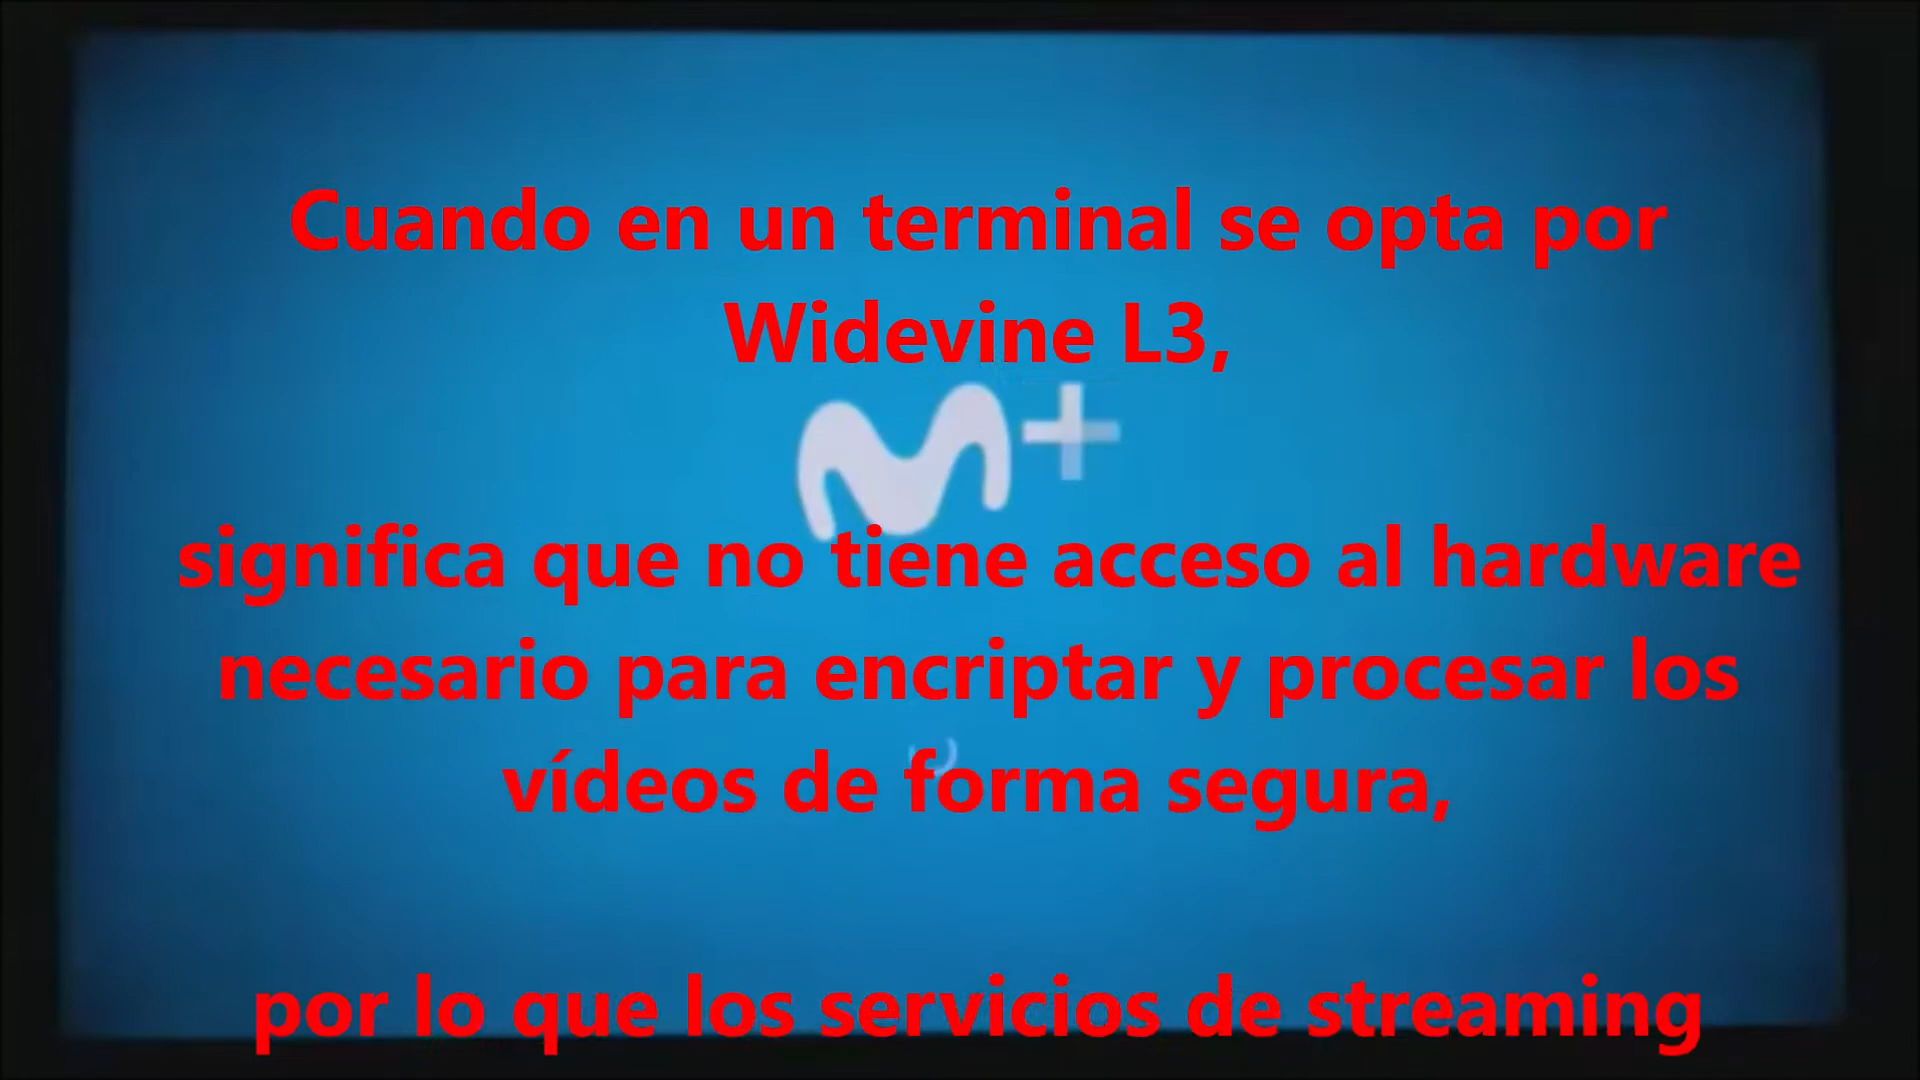 Cuando en un terminal se opta por
Widevine L3,
M+
significa que no tiene acceso al hardware
necesario para encriptar y procesar los
vídeos de forma segura,
por lo que los servicios de streaming